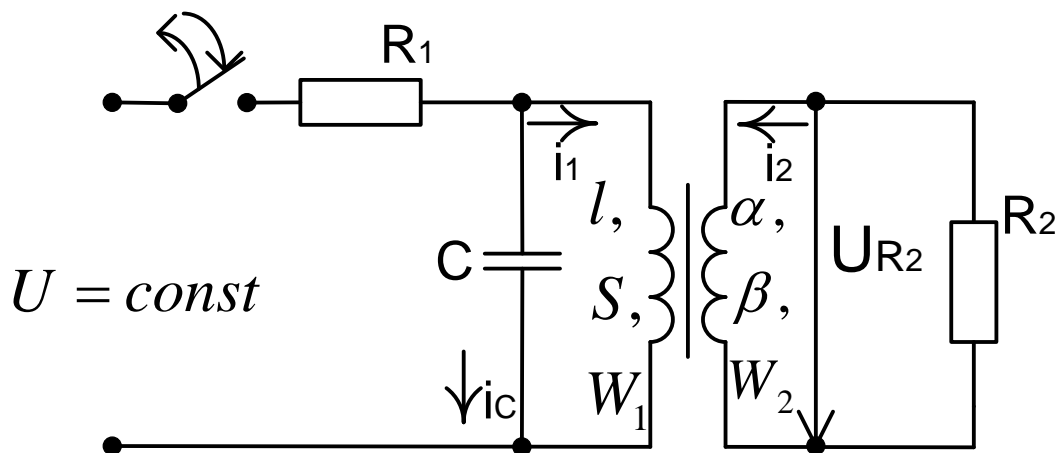 R1
i1
i2
l,
α,
R2
C
UR2
U = const
S,
β,
iC
W1
W2